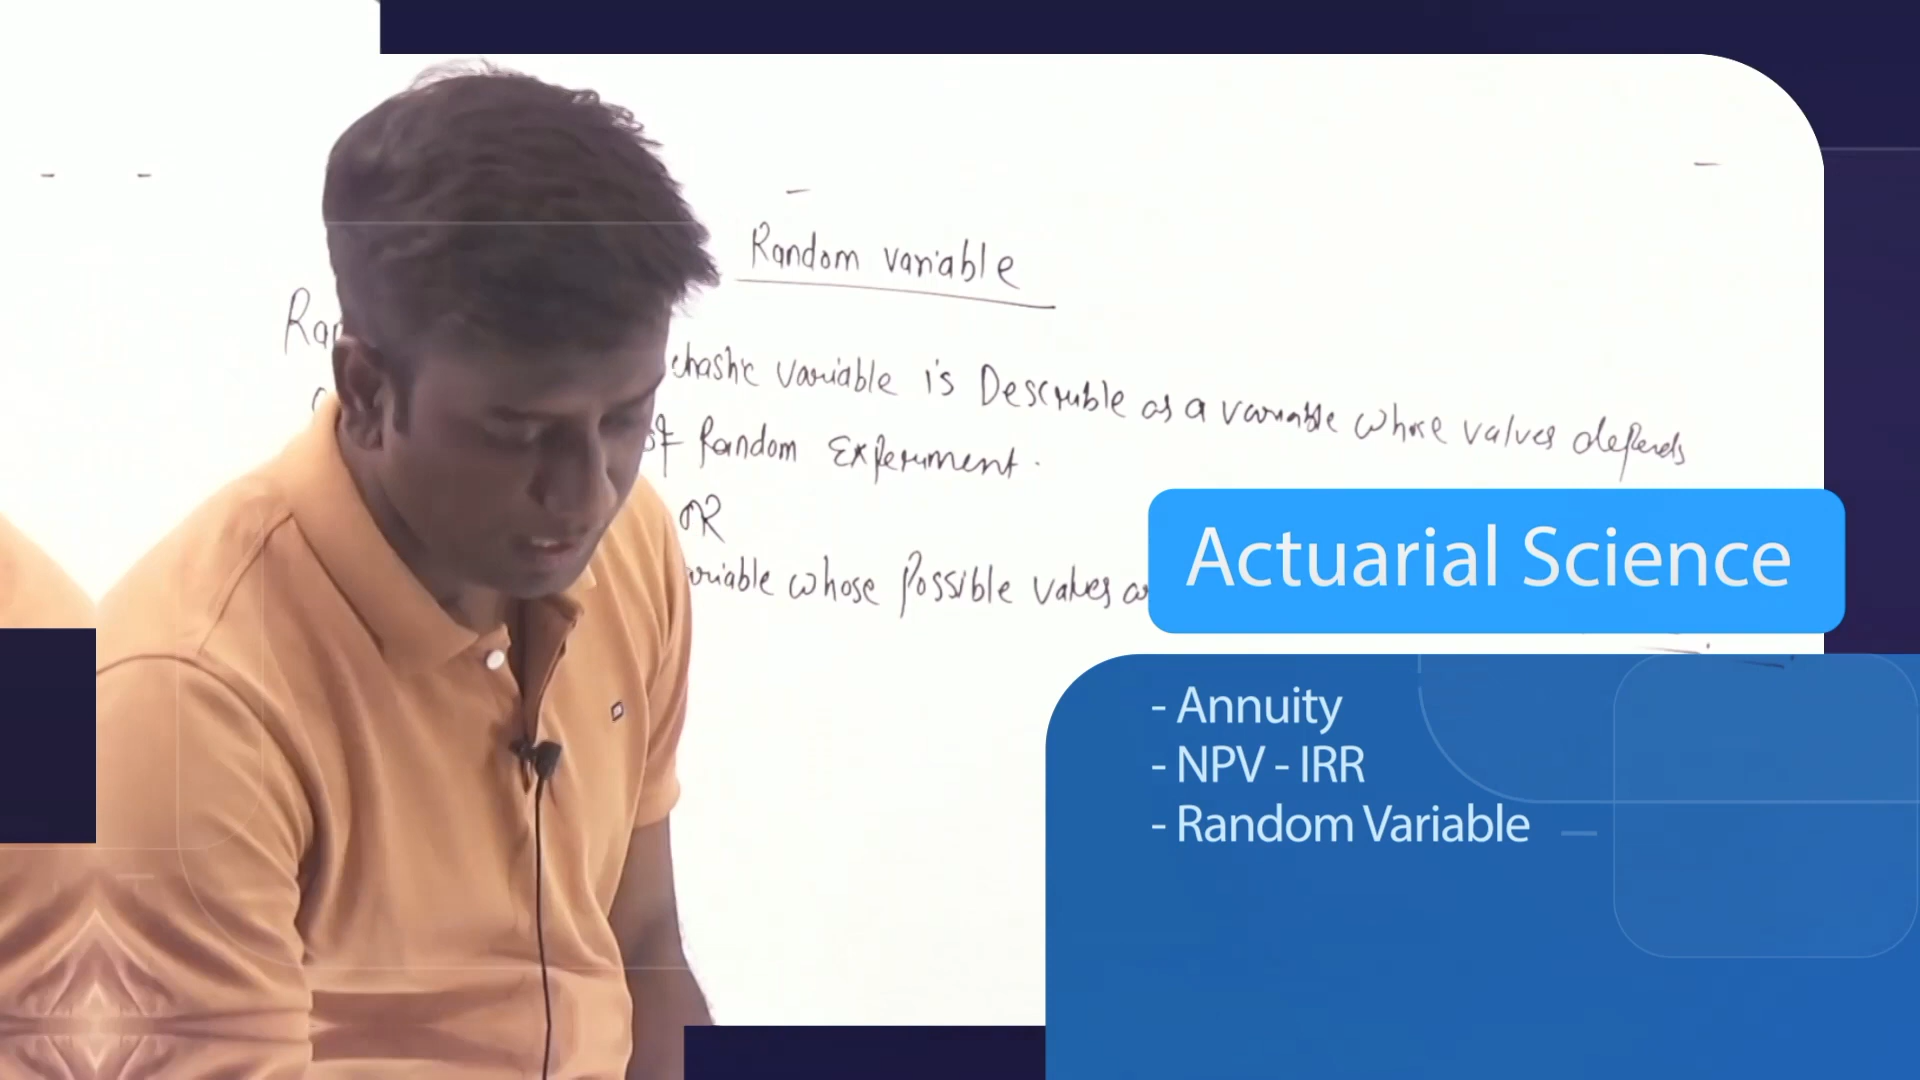 Random variable
chastic variable is Describle as a variable whose values depends
of Random Experiment.
OR
ariable whose Possible values
Actuarial Science
- Annuity
- NPV - IRR
- Random Variable